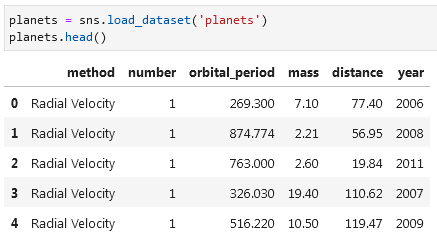 planets = sns.load_dataset('planets')
planets.head()
method number orbital_period mass distance year
0 Radial Velocity 1 269.300 7.10 77.40 2006
1 Radial Velocity 1 874.774 2.21 56.95 2008
2 Radial Velocity 1 763.000 2.60 19.84 2011
3 Radial Velocity 1 326.030 19.40 110.62 2007
4 Radial Velocity 1 516.220 10.50 119.47 2009